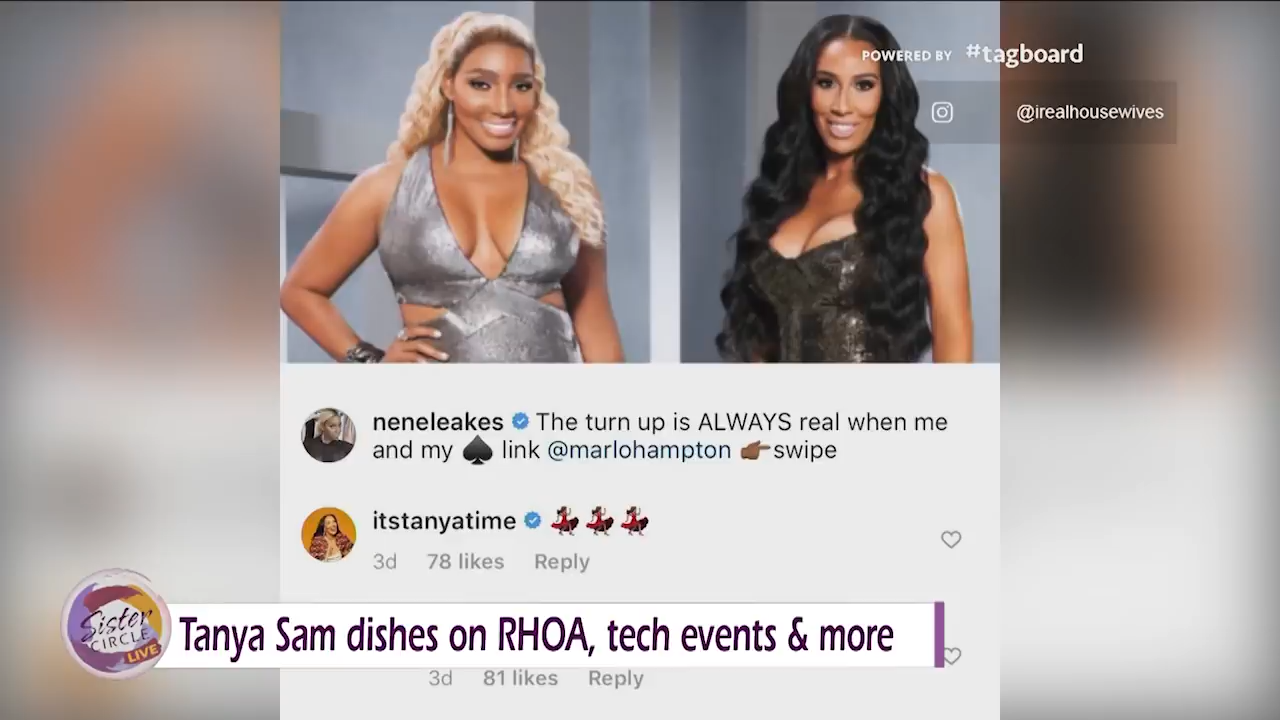 POWERED BY #tagboard
@irealhousewives
neneleakes The turn up is ALWAYS real when me
and my ♠️ link @marlohampton 👉🏾swipe
itstanyatime 💃🏾💃🏾💃🏾
3d 78 likes Reply
Sister
CIRCLE
LIVE
Tanya Sam dishes on RHOA, tech events & more
3d 81 likes Reply